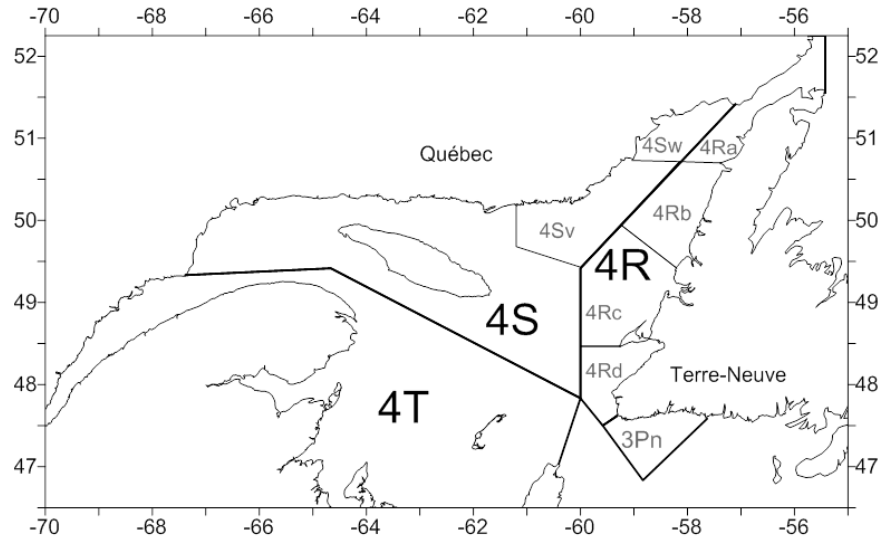 -70 -68 -66 -64 -62 -60 -58 -56
52 52
51 51
4Sw 4Ra
Québec
50 50
4Rb
4Sv
4R
49 49
4S 4Rc
4Rd
Terre-Neuve
48 48
4T
3Pn
47 47
-70 -68 -66 -64 -62 -60 -58 -56